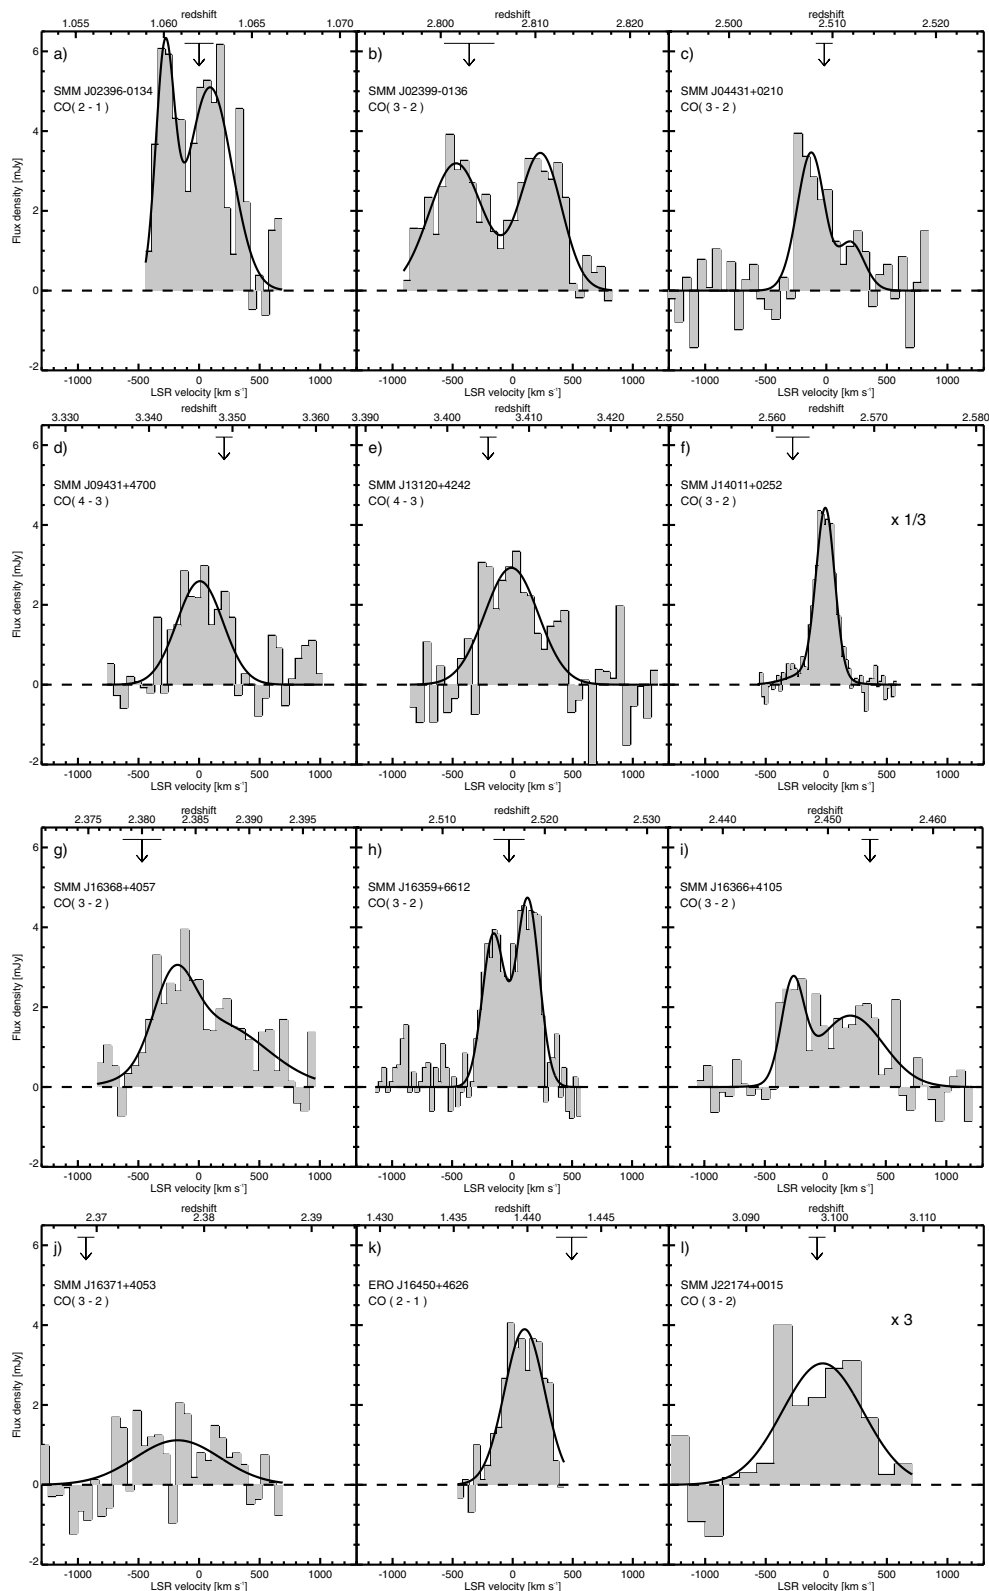 redshift redshift redshift
1.055 1.060 1.065 1.070 2.800 2.810 2.820 2.500 2.510 2.520
a) b) c)
SMM J02396-0134 SMM J02399-0136 SMM J04431+0210
CO( 2 - 1 ) CO( 3 - 2 ) CO( 3 - 2 )
Flux density [mJy]
6
4
2
0
-2
-1000 -500 0 500 1000 -1000 -500 0 500 1000 -1000 -500 0 500 1000
LSR velocity [km s⁻¹] LSR velocity [km s⁻¹] LSR velocity [km s⁻¹]
redshift redshift redshift
3.330 3.340 3.350 3.360 3.390 3.400 3.410 3.420 2.550 2.560 2.570 2.580
d) e) f)
SMM J09431+4700 SMM J13120+4242 SMM J14011+0252
CO( 4 - 3 ) CO( 4 - 3 ) CO( 3 - 2 )
x 1/3
Flux density [mJy]
6
4
2
0
-2
-1000 -500 0 500 1000 -1000 -500 0 500 1000 -1000 -500 0 500 1000
LSR velocity [km s⁻¹] LSR velocity [km s⁻¹] LSR velocity [km s⁻¹]
redshift redshift redshift
2.375 2.380 2.385 2.390 2.395 2.510 2.520 2.530 2.440 2.450 2.460
g) h) i)
SMM J16368+4057 SMM J16359+6612 SMM J16366+4105
CO( 3 - 2 ) CO( 3 - 2 ) CO( 3 - 2 )
Flux density [mJy]
6
4
2
0
-2
-1000 -500 0 500 1000 -1000 -500 0 500 1000 -1000 -500 0 500 1000
LSR velocity [km s⁻¹] LSR velocity [km s⁻¹] LSR velocity [km s⁻¹]
redshift redshift redshift
2.37 2.38 2.39 1.430 1.435 1.440 1.445 3.090 3.100 3.110
j) k) l)
SMM J16371+4053 ERO J16450+4626 SMM J22174+0015
CO( 3 - 2 ) CO ( 2 - 1 ) CO ( 3 - 2)
x 3
Flux density [mJy]
6
4
2
0
-2
-1000 -500 0 500 1000 -1000 -500 0 500 1000 -1000 -500 0 500 1000
LSR velocity [km s⁻¹] LSR velocity [km s⁻¹] LSR velocity [km s⁻¹]